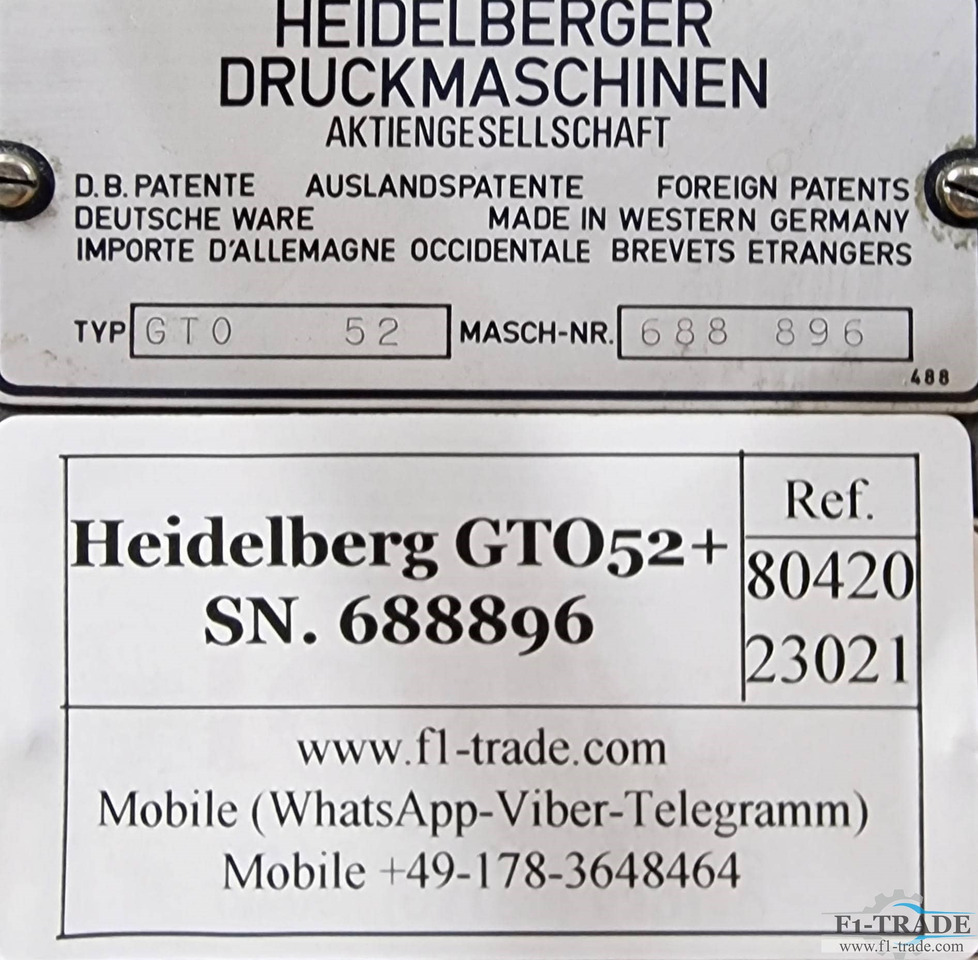 HEIDELBERGER
DRUCKMASCHINEN
AKTIENGESELLSCHAFT
D.B. PATENTE AUSLANDSPATENTE FOREIGN PATENTS
DEUTSCHE WARE MADE IN WESTERN GERMANY
IMPORTE D'ALLEMAGNE OCCIDENTALE BREVETS ETRANGERS
TYP GTO 52 MASCH-NR. 688 896
488
Heidelberg GTO52+
SN. 688896
Ref.
80420
23021
www.f1-trade.com
Mobile (WhatsApp-Viber-Telegramm)
Mobile +49-178-3648464
F1-TRADE
www.f1-trade.com